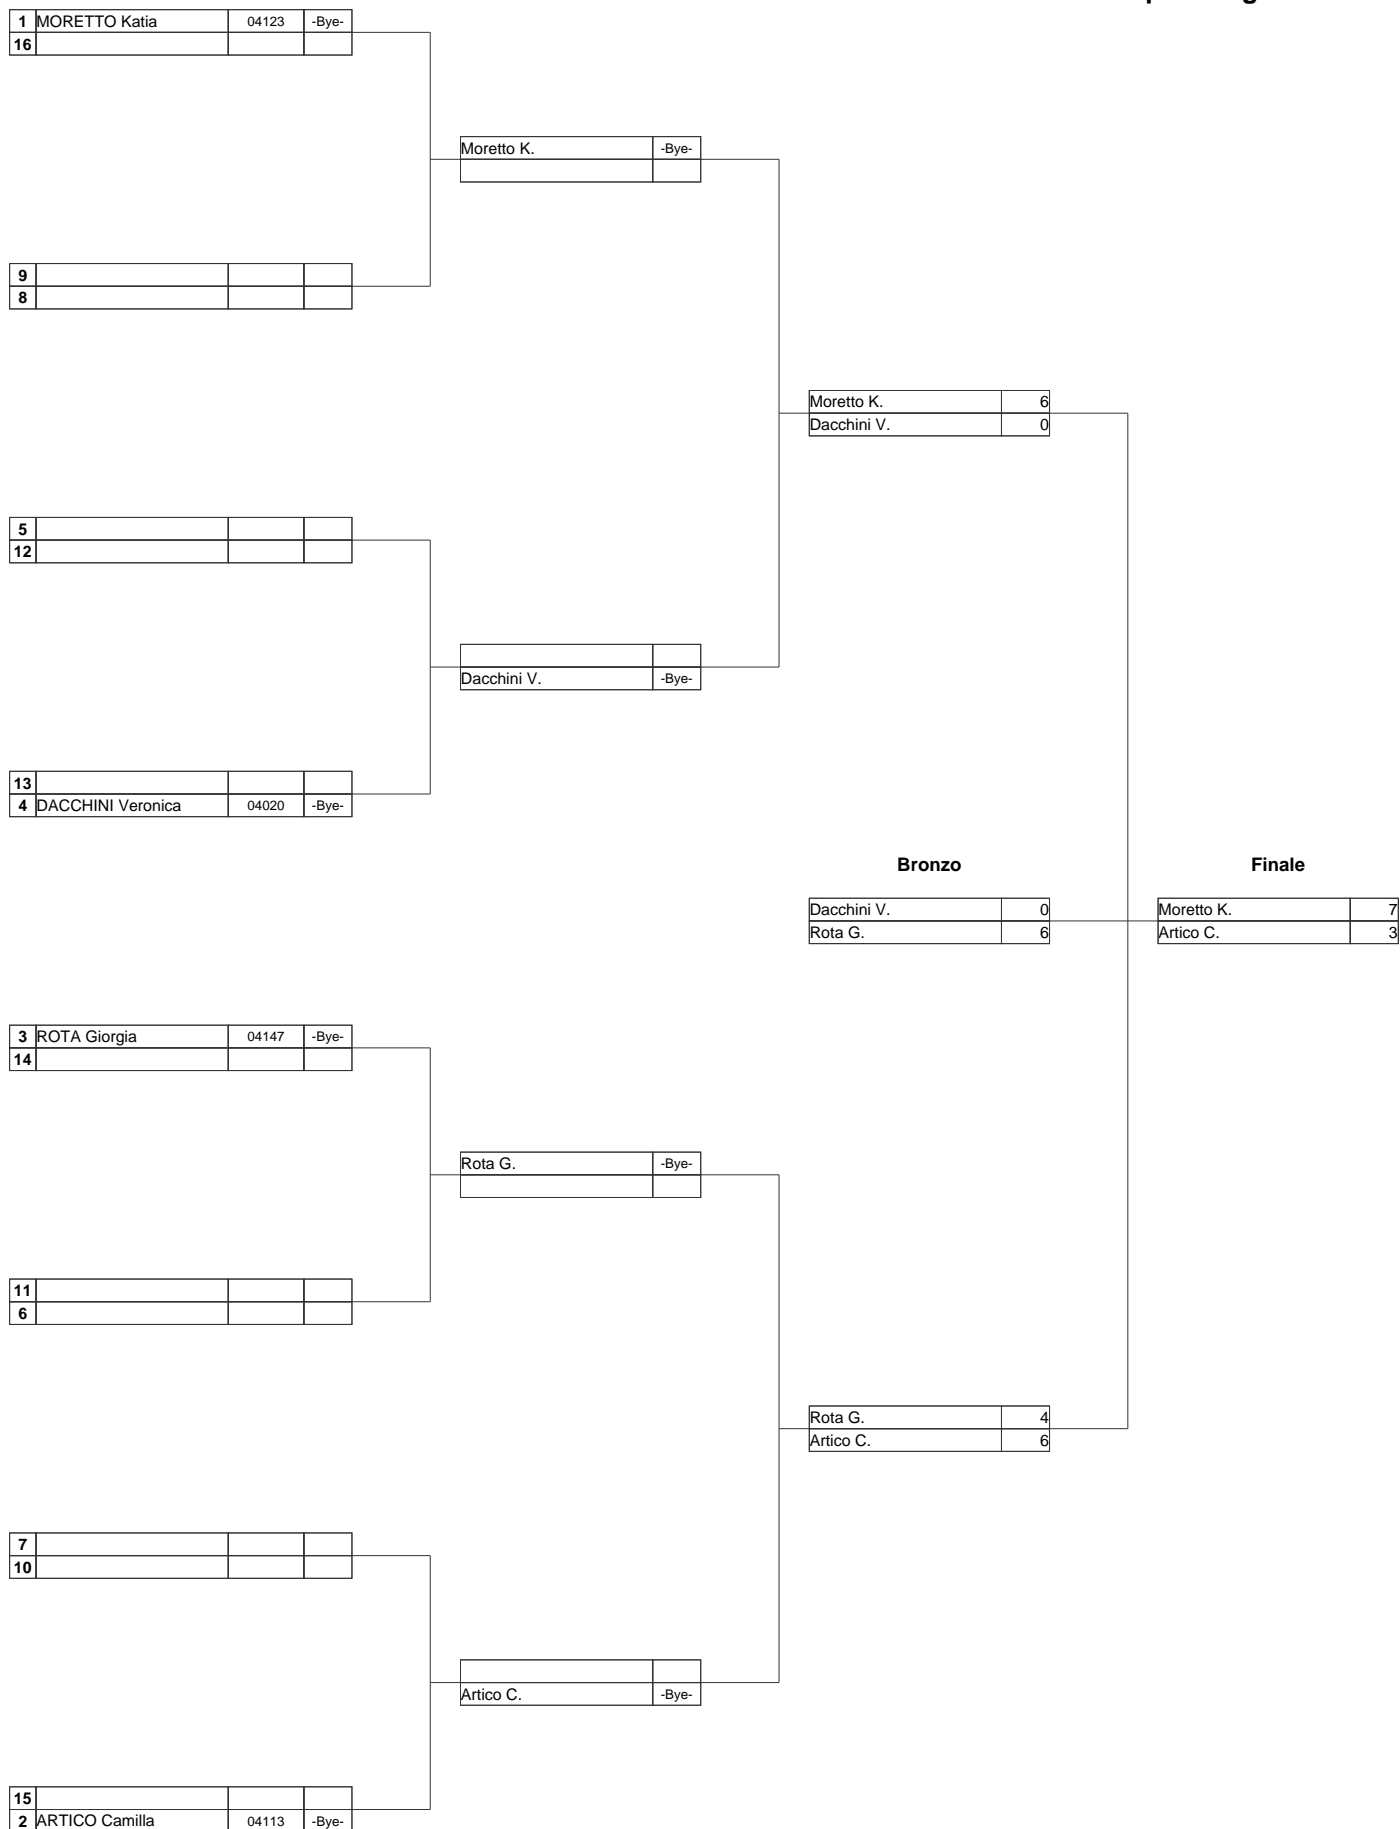 1 MORETTO Katia 04123 -Bye-
16
Moretto K. -Bye-
9
8
Moretto K. 6
Dacchini V. 0
5
12
Dacchini V. -Bye-
13
4 DACCHINI Veronica 04020 -Bye-
Bronzo Finale
Dacchini V. 0 Moretto K. 7
Rota G. 6 Artico C. 3
3 ROTA Giorgia 04147 -Bye-
14
Rota G. -Bye-
11
6
Rota G. 4
Artico C. 6
7
10
Artico C. -Bye-
15
2 ARTICO Camilla 04113 -Bye-